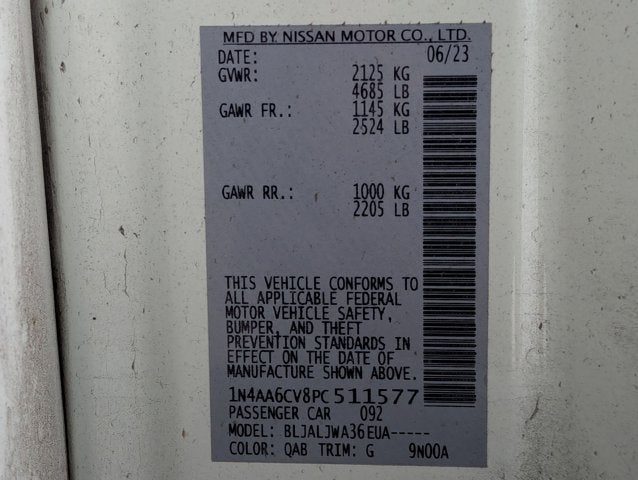 MFD BY NISSAN MOTOR CO., LTD.
DATE: 06/23
GVWR: 2125 KG
4685 LB
GAWR FR.: 1145 KG
2524 LB
GAWR RR.: 1000 KG
2205 LB
THIS VEHICLE CONFORMS TO
ALL APPLICABLE FEDERAL
MOTOR VEHICLE SAFETY,
BUMPER, AND THEFT
PREVENTION STANDARDS IN
EFFECT ON THE DATE OF
MANUFACTURE SHOWN ABOVE.
1N4AA6CV8PC511577
PASSENGER CAR 092
MODEL: BLJALJWA36EUA-----
COLOR: QAB TRIM: G 9N00A